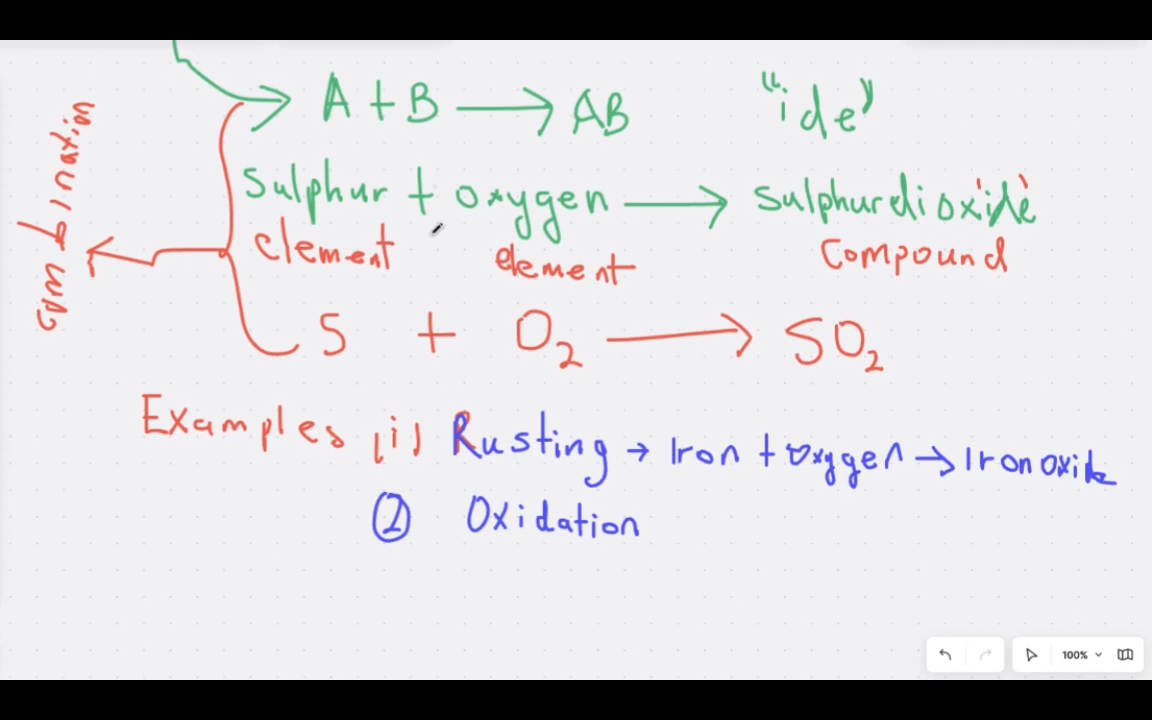 A + B → AB "ide"
Sulphur + oxygen → sulphurdioxide
element element compound
combination
S + O₂ → SO₂
Examples (i) Rusting → Iron + oxygen → Iron oxide
② Oxidation
100%